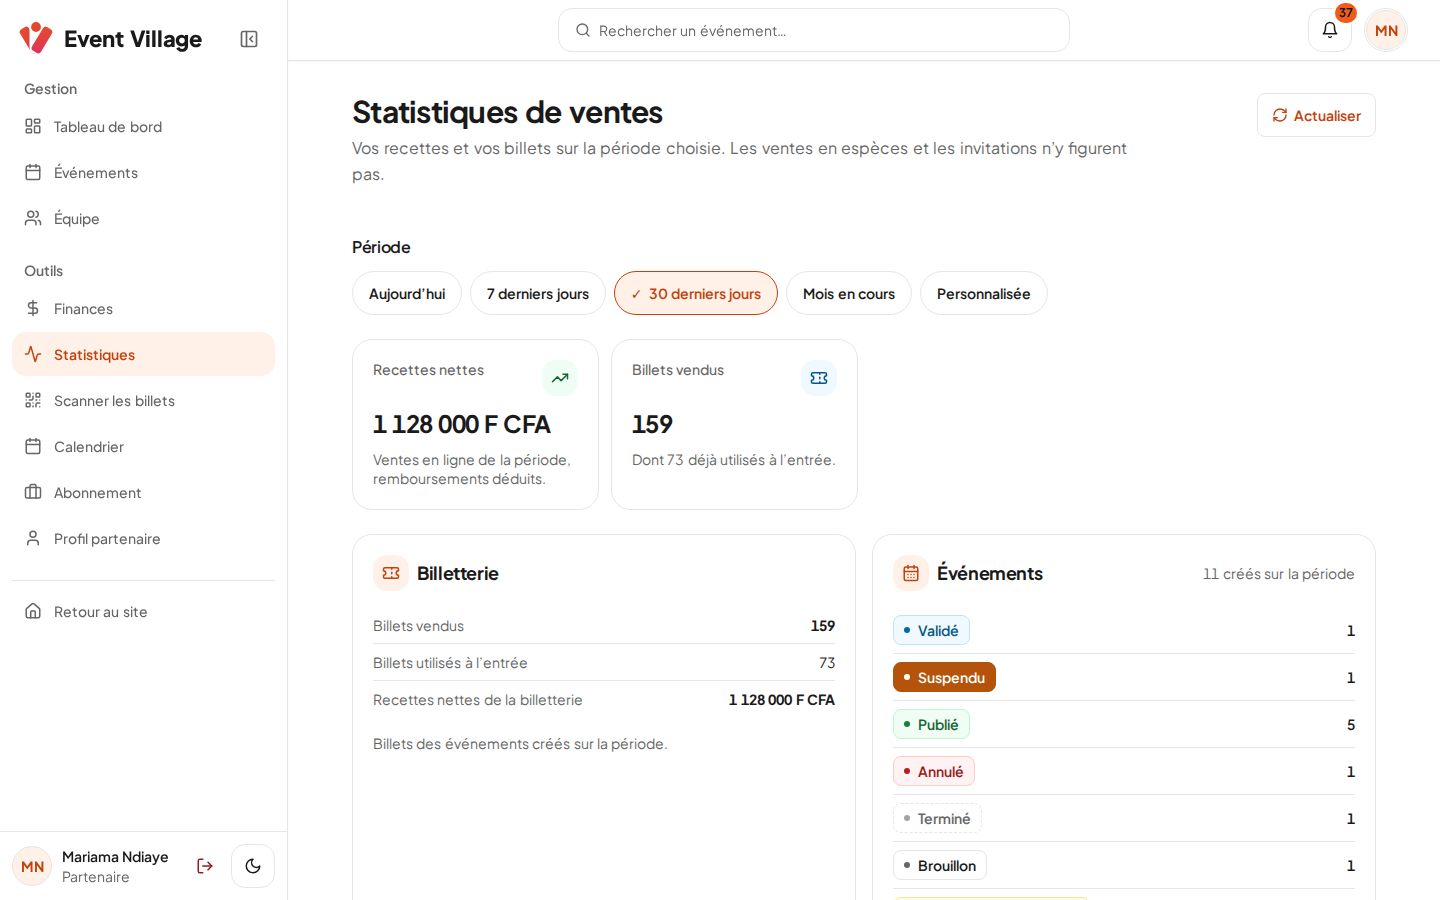 Event Village
Rechercher un événement…
37
MN
Gestion
Tableau de bord
Événements
Équipe
Outils
Finances
Statistiques
Scanner les billets
Calendrier
Abonnement
Profil partenaire
Retour au site
MN
Mariama Ndiaye
Partenaire
Statistiques de ventes
Actualiser
Vos recettes et vos billets sur la période choisie. Les ventes en espèces et les invitations n’y figurent
pas.
Période
Aujourd’hui
7 derniers jours
✓ 30 derniers jours
Mois en cours
Personnalisée
Recettes nettes
1 128 000 F CFA
Ventes en ligne de la période,
remboursements déduits.
Billets vendus
159
Dont 73 déjà utilisés à l’entrée.
Billetterie
Billets vendus 159
Billets utilisés à l’entrée 73
Recettes nettes de la billetterie 1 128 000 F CFA
Billets des événements créés sur la période.
Événements 11 créés sur la période
Validé 1
Suspendu 1
Publié 5
Annulé 1
Terminé 1
Brouillon 1